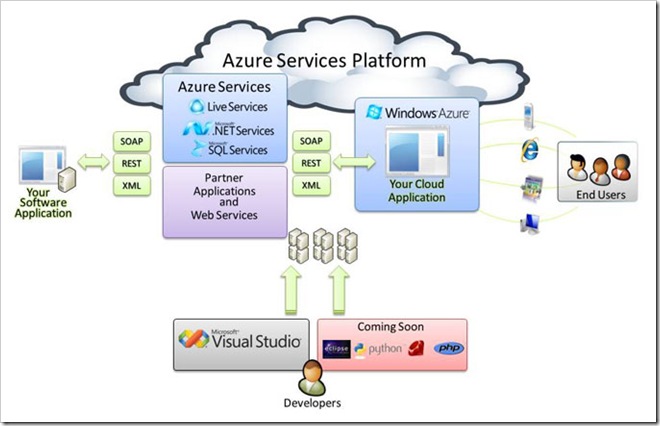 Azure Services Platform
Azure Services
Live Services
Microsoft®
.NET Services
Microsoft®
SQL Services
Partner
Applications
and
Web Services
SOAP
REST
XML
Your
Software
Application
SOAP
REST
XML
Windows Azure™
Your Cloud
Application
End Users
Microsoft®
Visual Studio®
Coming Soon
eclipse
python
php
Developers